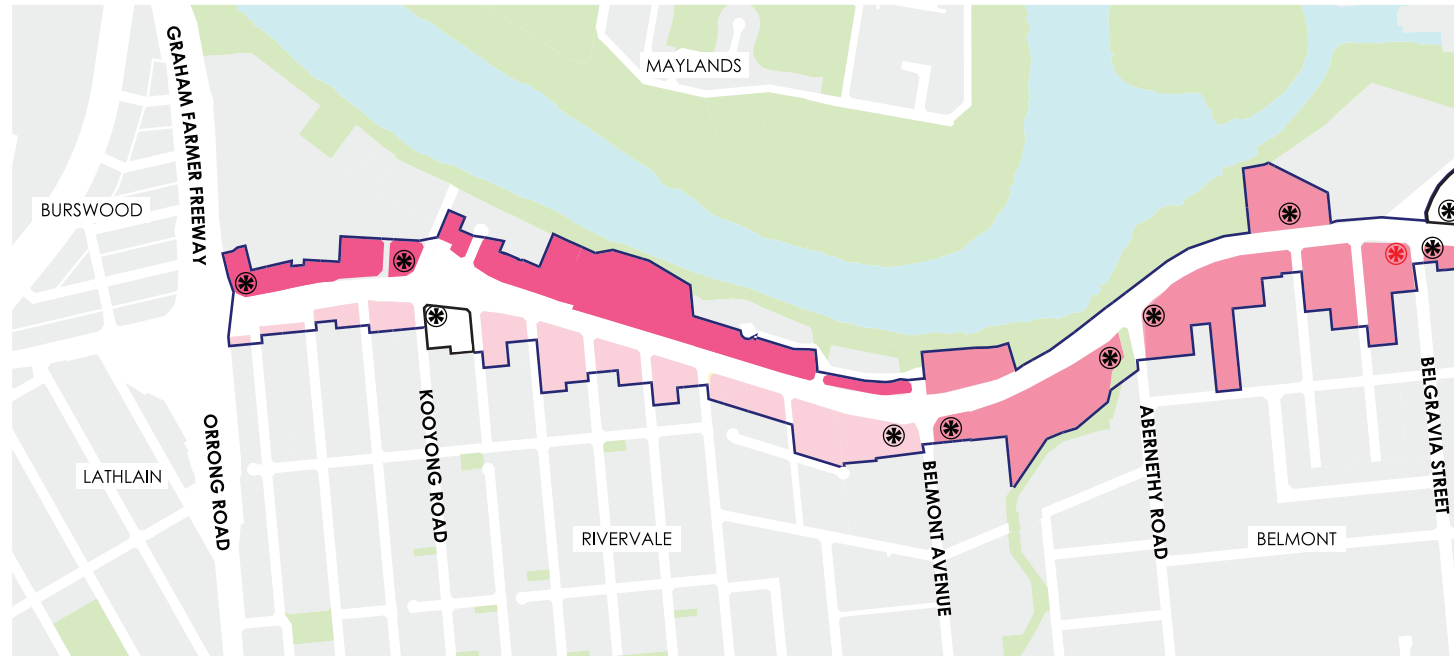 GRAHAM FARMER FREEWAY
MAYLANDS
BURSWOOD
ORRONG ROAD
KOOYONG ROAD
LATHLAIN
RIVERVALE
BELMONT AVENUE
ABERNETHY ROAD
BELGRAVIA STREET
BELMONT